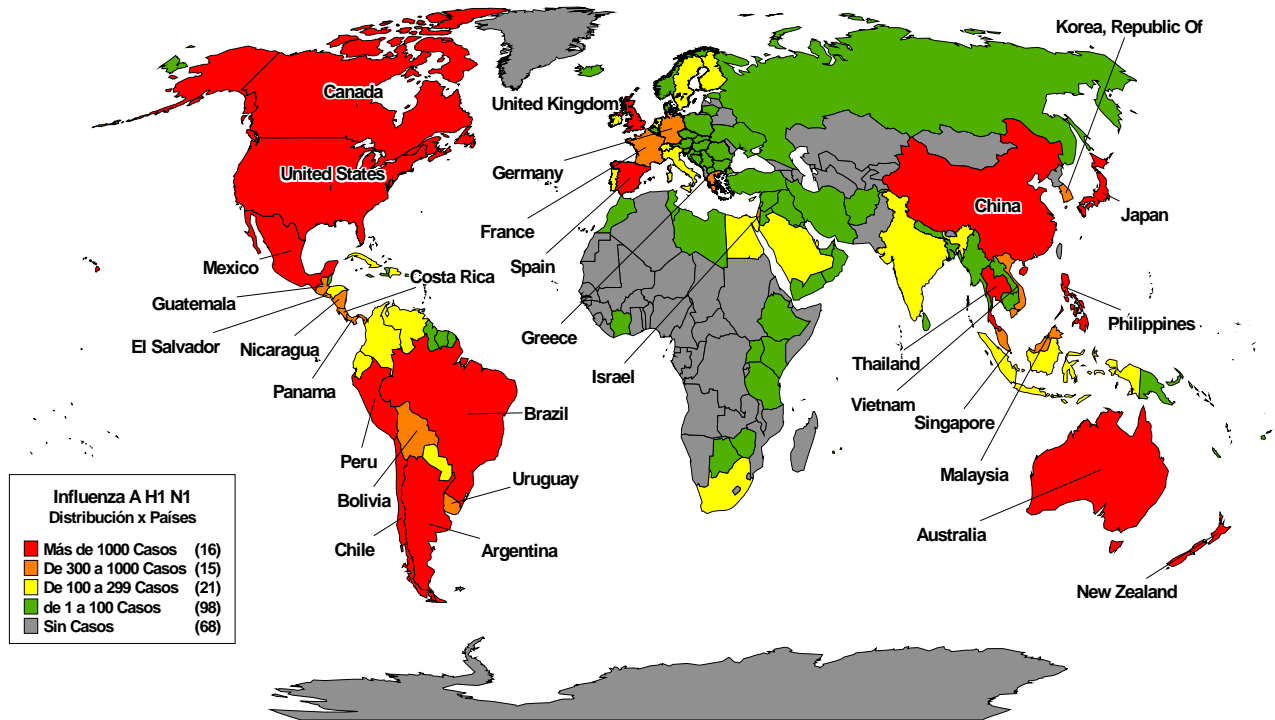 Korea, Republic Of
Canada
United Kingdom
Germany
United States
China
Japan
France
Mexico
Spain
Costa Rica
Guatemala
Greece
Philippines
El Salvador
Nicaragua
Thailand
Israel
Panama
Vietnam
Brazil
Singapore
Peru
Malaysia
Uruguay
Bolivia
Australia
Chile
Argentina
New Zealand
Influenza A H1 N1
Distribución x Países
Más de 1000 Casos (16)
De 300 a 1000 Casos (15)
De 100 a 299 Casos (21)
de 1 a 100 Casos (98)
Sin Casos (68)